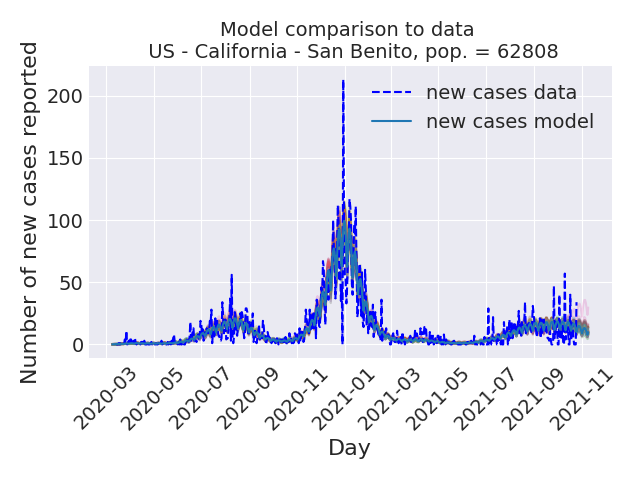 Model comparison to data
US - California - San Benito, pop. = 62808
Number of new cases reported
200
150
100
50
0
new cases data
new cases model
2020-03
2020-05
2020-07
2020-09
2020-11
2021-01
2021-03
2021-05
2021-07
2021-09
2021-11
Day